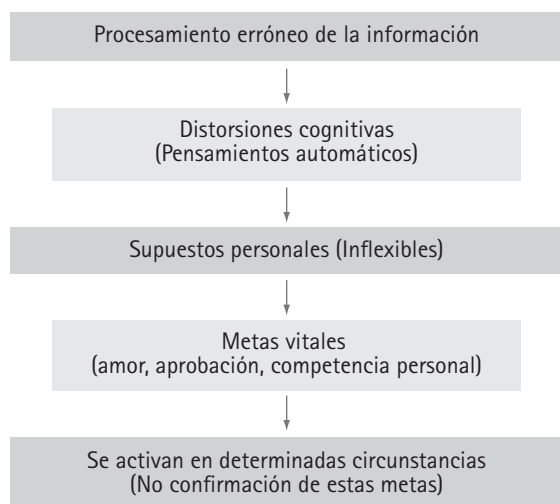 Procesamiento erróneo de la información
Distorsiones cognitivas
(Pensamientos automáticos)
Supuestos personales (Inflexibles)
Metas vitales
(amor, aprobación, competencia personal)
Se activan en determinadas circunstancias
(No confirmación de estas metas)